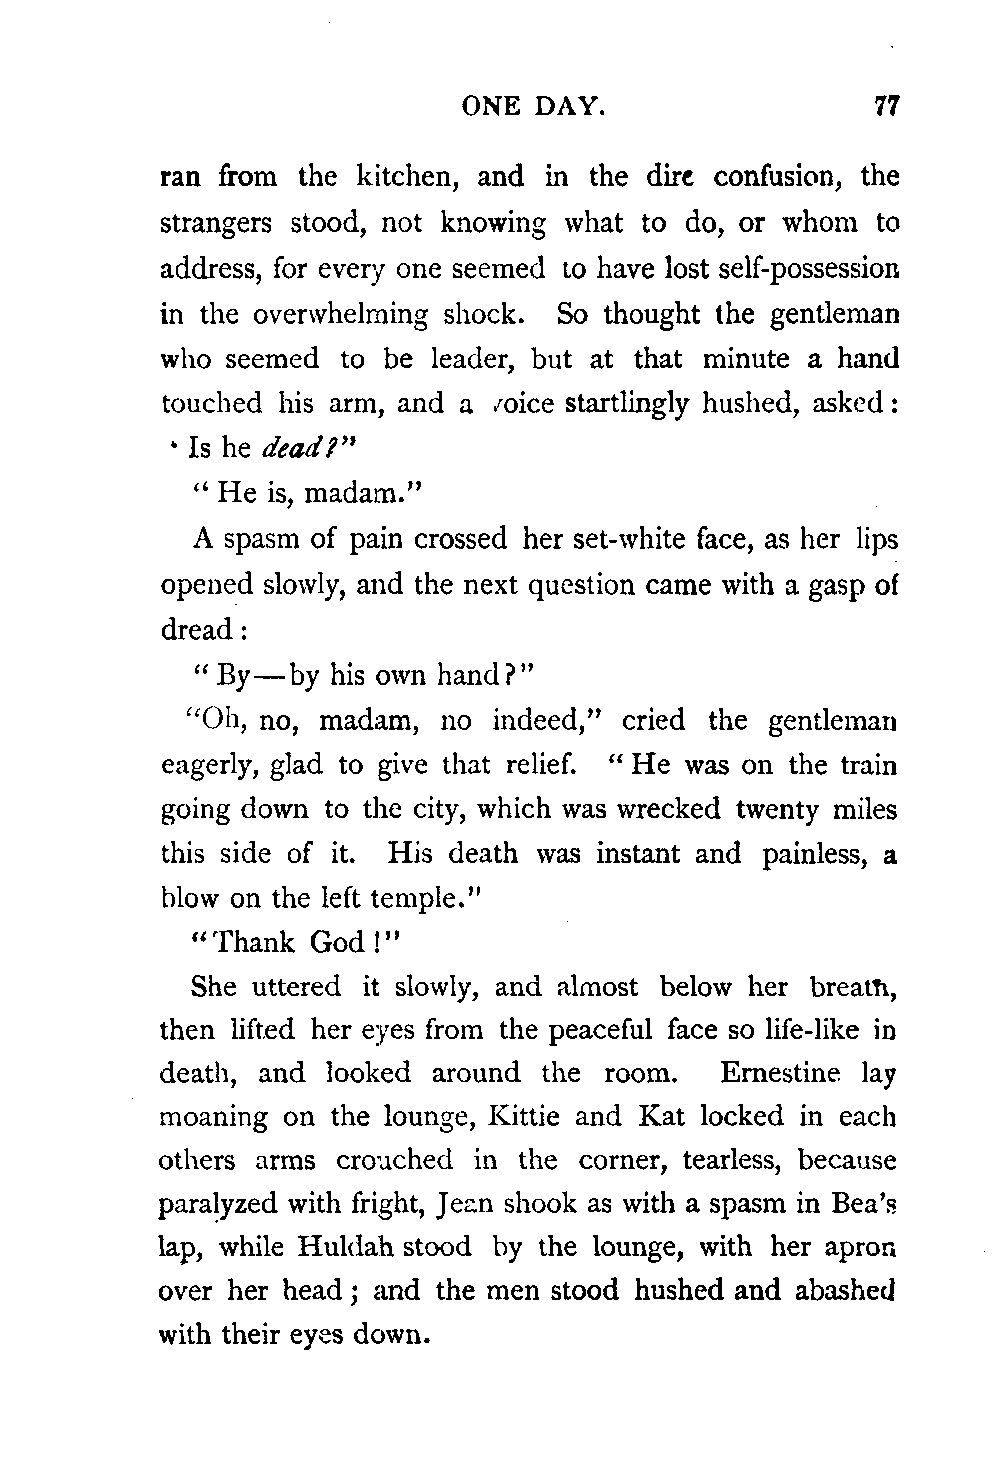 ONE DAY. 77
ran from the kitchen, and in the dire confusion, the
strangers stood, not knowing what to do, or whom to
address, for every one seemed to have lost self-possession
in the overwhelming shock. So thought the gentleman
who seemed to be leader, but at that minute a hand
touched his arm, and a voice startlingly hushed, asked:
‘ Is he dead?”
“ He is, madam.”
A spasm of pain crossed her set-white face, as her lips
opened slowly, and the next question came with a gasp of
dread:
“ By—by his own hand?”
“Oh, no, madam, no indeed,” cried the gentleman
eagerly, glad to give that relief. “ He was on the train
going down to the city, which was wrecked twenty miles
this side of it. His death was instant and painless, a
blow on the left temple.”
“Thank God!”
She uttered it slowly, and almost below her breath,
then lifted her eyes from the peaceful face so life-like in
death, and looked around the room. Ernestine lay
moaning on the lounge, Kittie and Kat locked in each
others arms crouched in the corner, tearless, because
paralyzed with fright, Jean shook as with a spasm in Bea’s
lap, while Huldah stood by the lounge, with her apron
over her head; and the men stood hushed and abashed
with their eyes down.